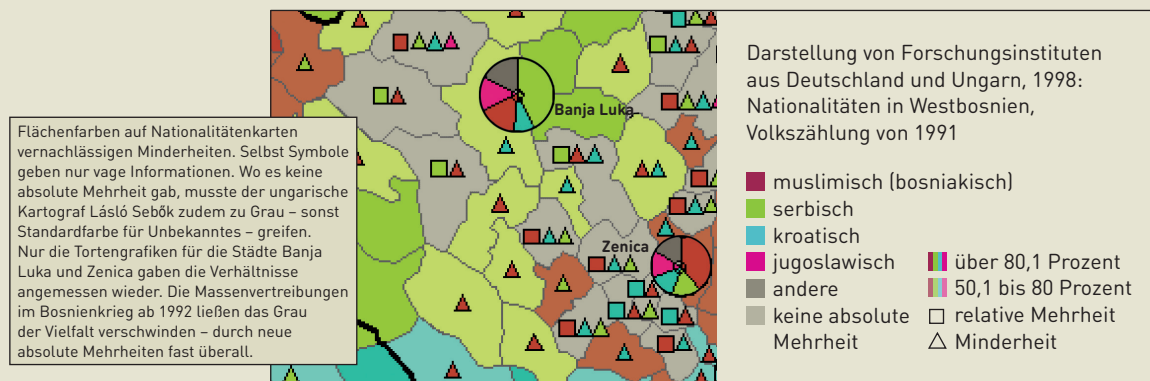 Flächenfarben auf Nationalitätenkarten
vernachlässigen Minderheiten. Selbst Symbole
geben nur vage Informationen. Wo es keine
absolute Mehrheit gab, musste der ungarische
Kartograf Lásló Sebők zudem zu Grau – sonst
Standardfarbe für Unbekanntes – greifen.
Nur die Tortengrafiken für die Städte Banja
Luka und Zenica gaben die Verhältnisse
angemessen wieder. Die Massenvertreibungen
im Bosnienkrieg ab 1992 ließen das Grau
der Vielfalt verschwinden – durch neue
absolute Mehrheiten fast überall.
Banja Luka
Zenica
Darstellung von Forschungsinstituten
aus Deutschland und Ungarn, 1998:
Nationalitäten in Westbosnien,
Volkszählung von 1991
muslimisch (bosniakisch)
serbisch
kroatisch
jugoslawisch
andere
keine absolute
Mehrheit
über 80,1 Prozent
50,1 bis 80 Prozent
relative Mehrheit
Minderheit